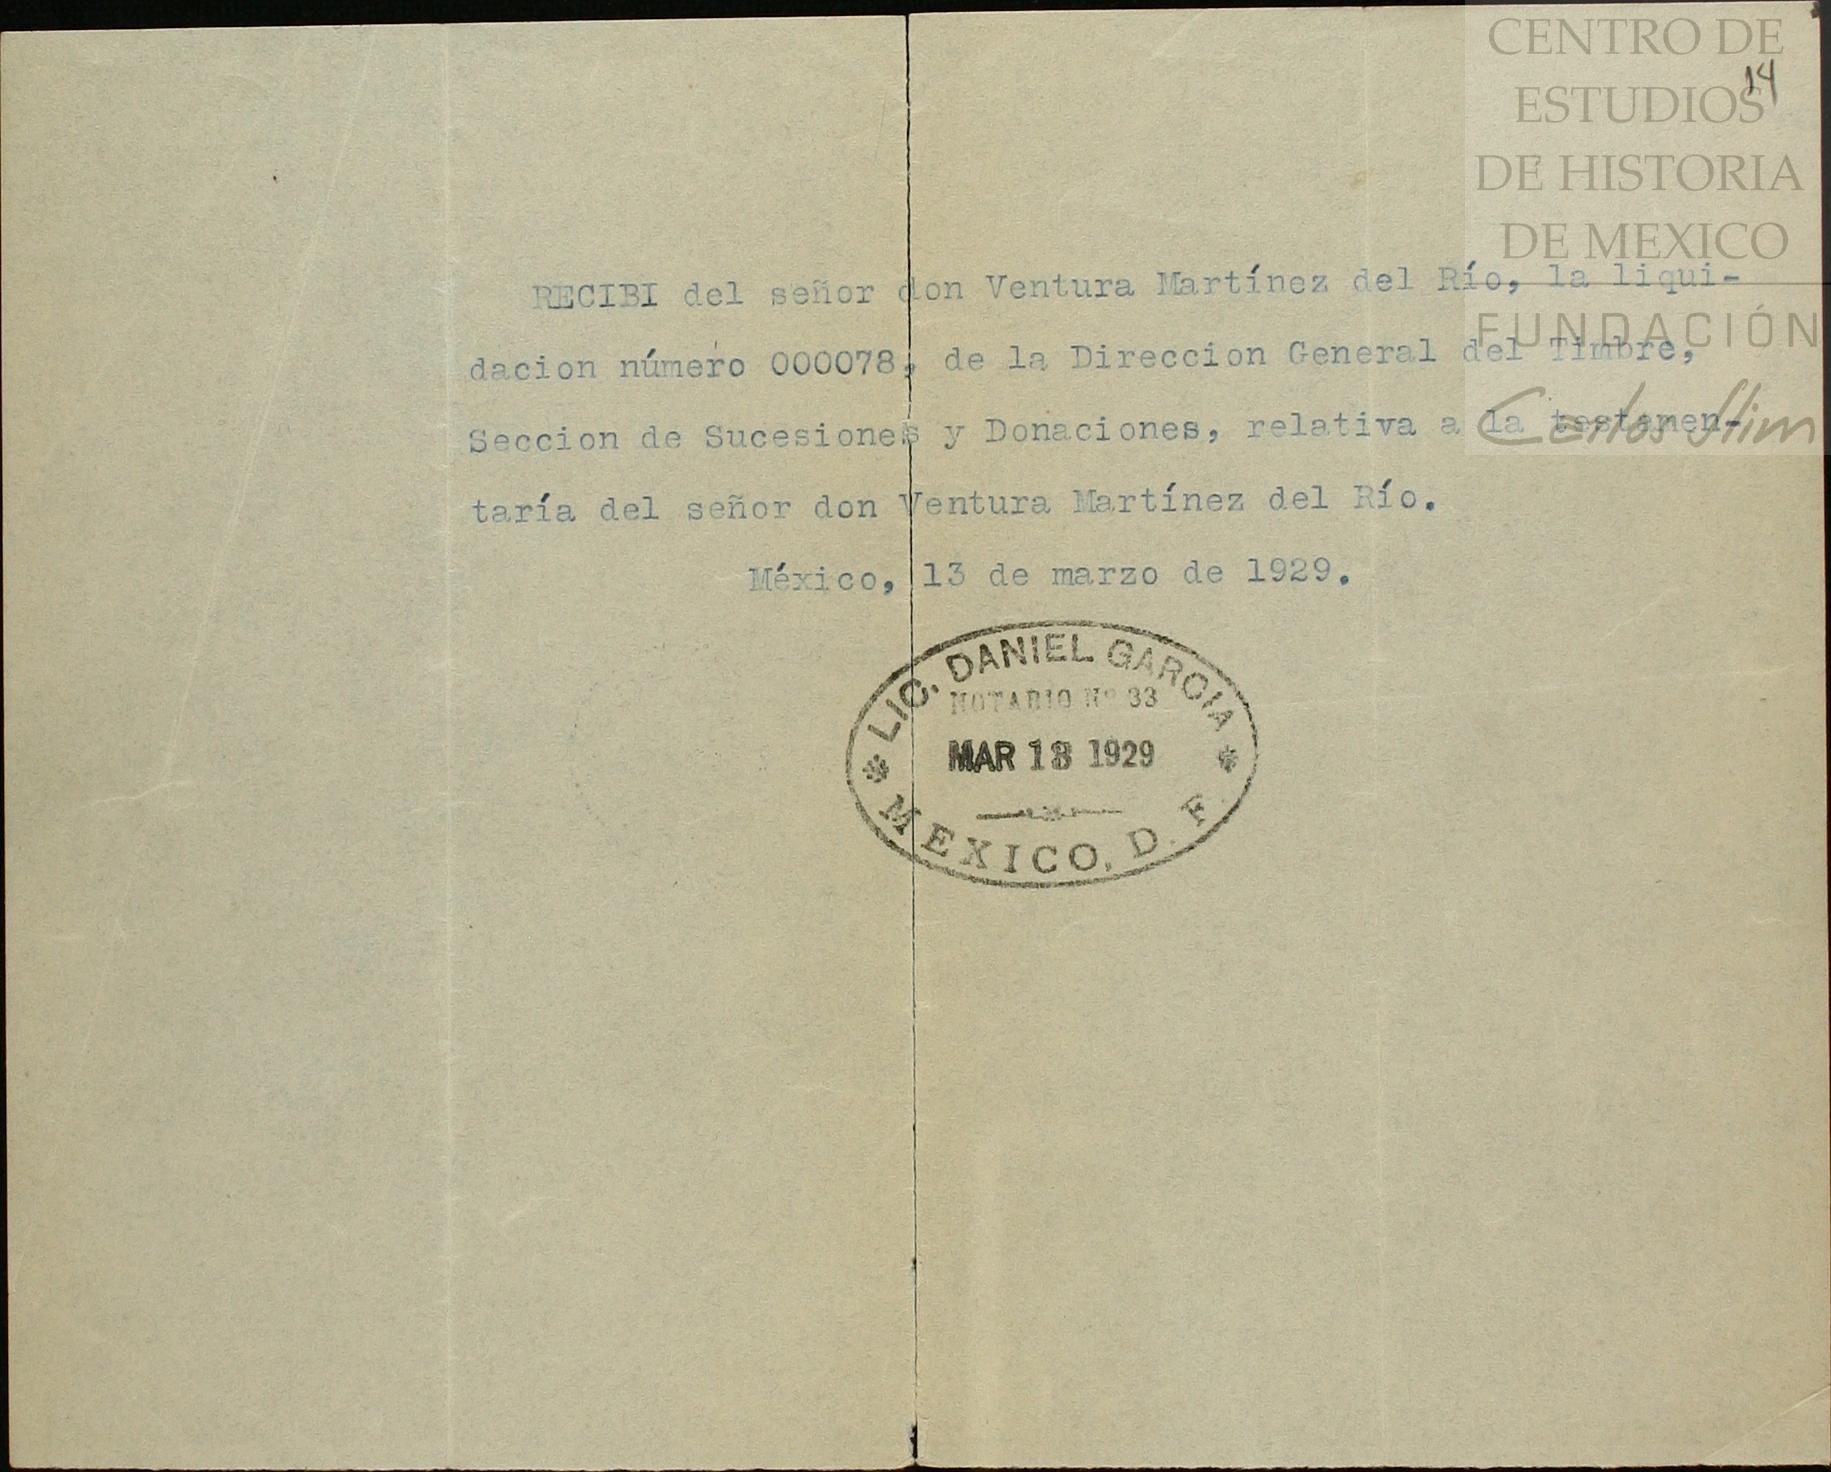 CENTRO DE
ESTUDIOS
DE HISTORIA
DE MEXICO
FUNDACIÓN
Carlos Slim
14
RECIBI del señor don Ventura Martínez del Río, la liqui-
dacion número 000078, de la Direccion General del Timbre,
Seccion de Sucesiones y Donaciones, relativa a la testamen-
taría del señor don Ventura Martínez del Río.
México, 13 de marzo de 1929.
* LIC. DANIEL GARCIA *
NOTARIO Nº 33
MAR 13 1929
MEXICO, D. F.